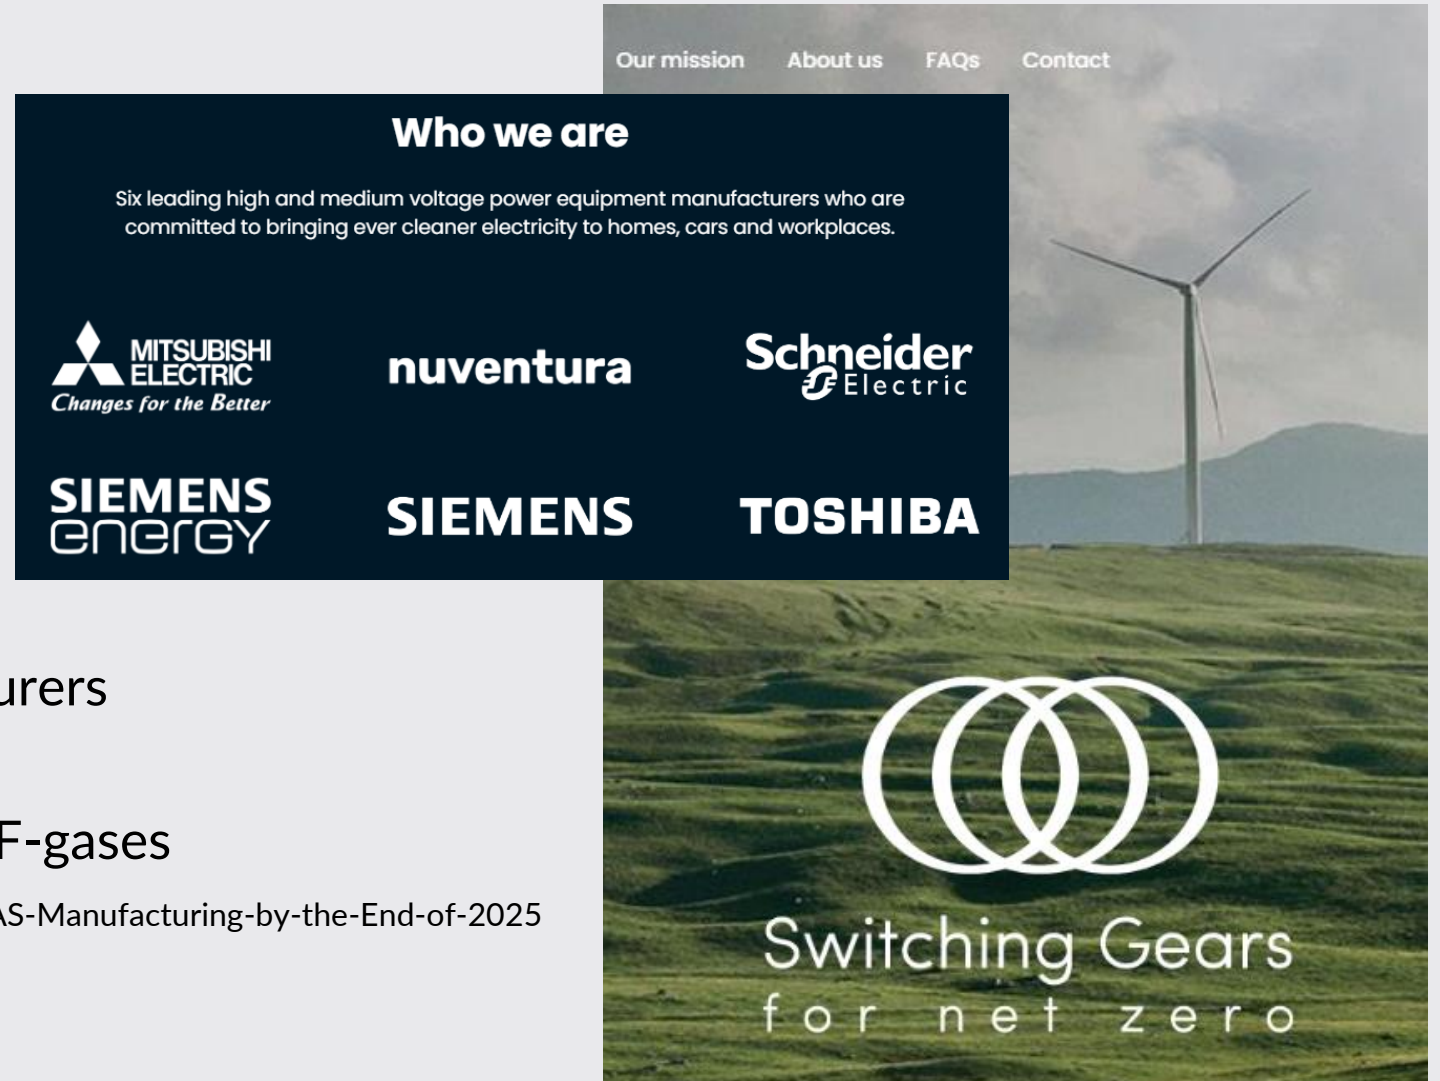 Our mission About us FAQs Contact
Who we are
Six leading high and medium voltage power equipment manufacturers who are
committed to bringing ever cleaner electricity to homes, cars and workplaces.
MITSUBISHI
ELECTRIC
Changes for the Better
nuventura
Schneider
Electric
SIEMENS
energy
SIEMENS
TOSHIBA
urers
F-gases
AS-Manufacturing-by-the-End-of-2025
Switching Gears
for net zero